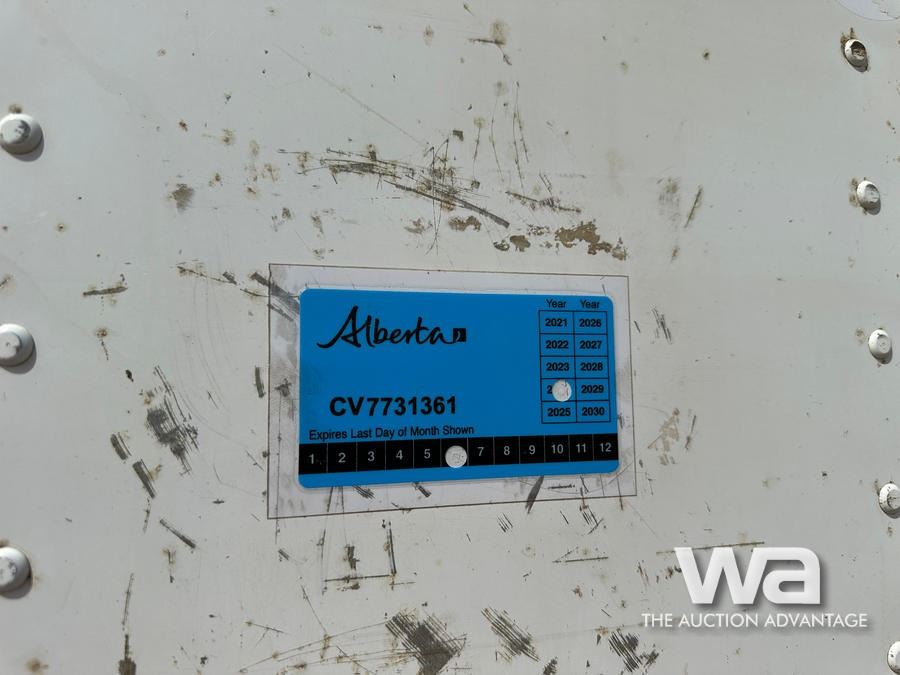 Alberta
Year Year
2021 2026
2022 2027
2023 2028
2029
2025 2030
CV7731361
Expires Last Day of Month Shown
1 2 3 4 5 7 8 9 10 11 12
wa
THE AUCTION ADVANTAGE